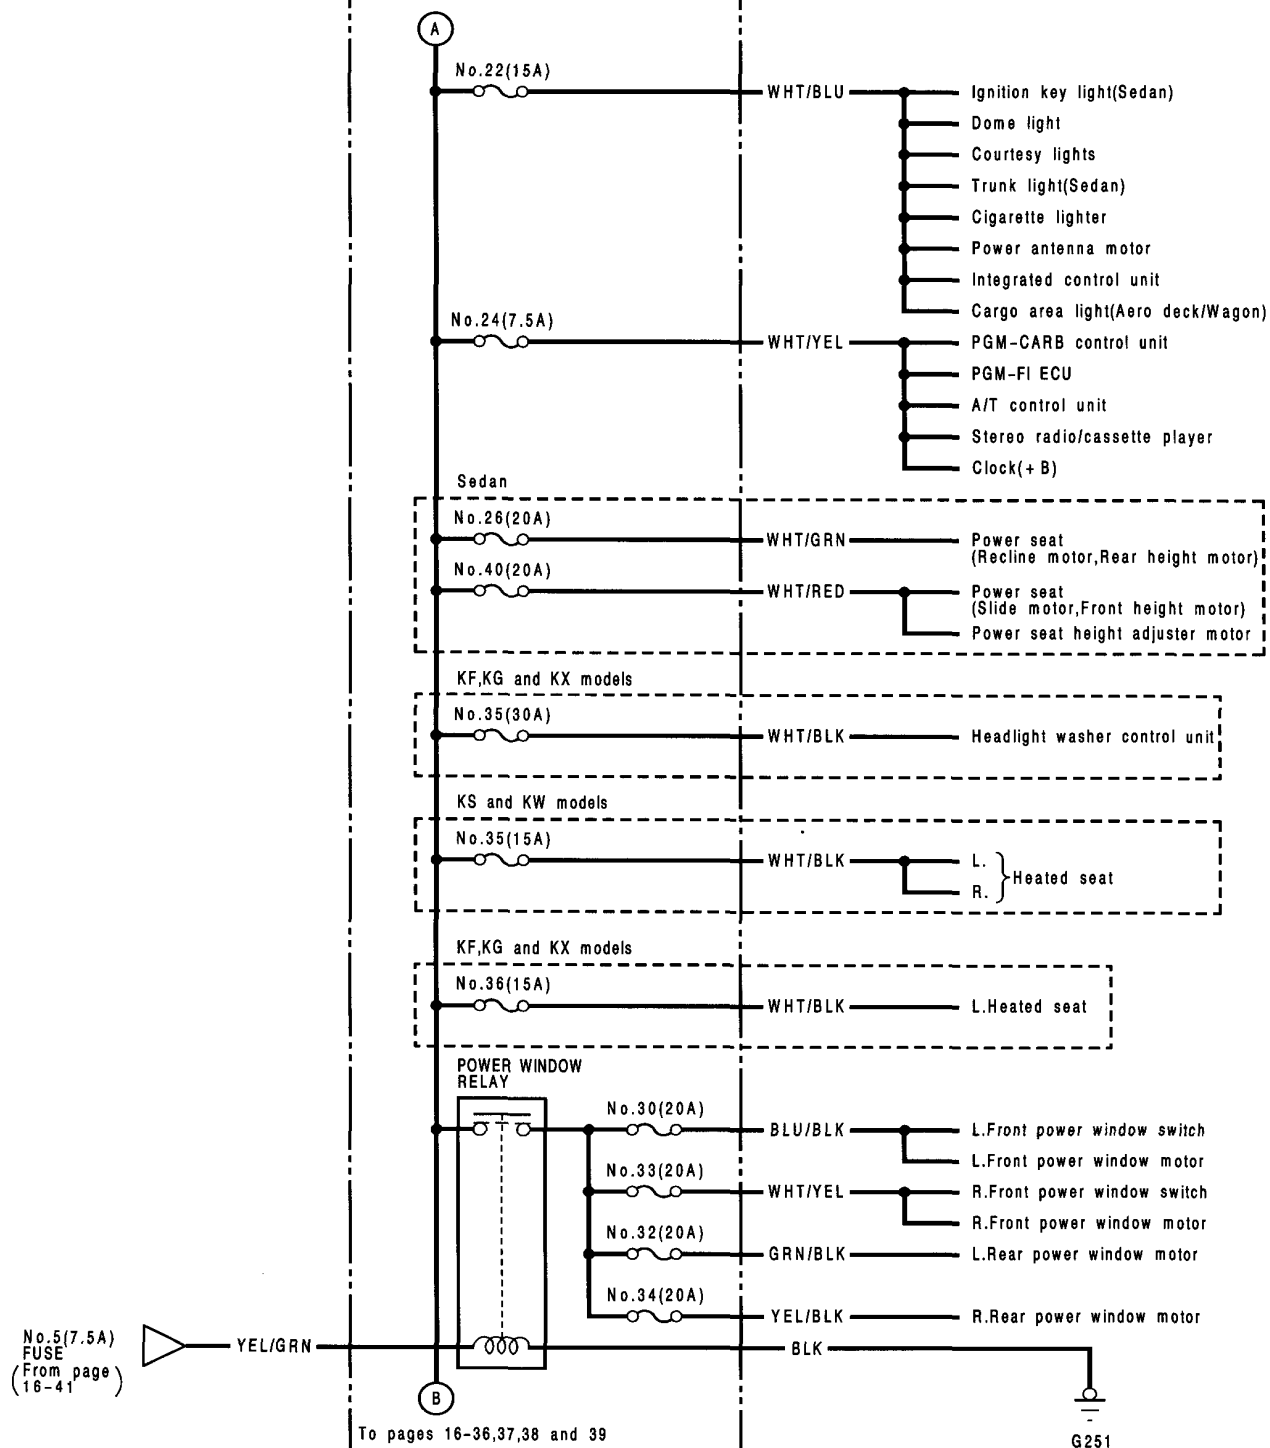 A
No.22(15A)
WHT/BLU
Ignition key light(Sedan)
Dome light
Courtesy lights
Trunk light(Sedan)
Cigarette lighter
Power antenna motor
Integrated control unit
Cargo area light(Aero deck/Wagon)
No.24(7.5A)
WHT/YEL
PGM-CARB control unit
PGM-FI ECU
A/T control unit
Stereo radio/cassette player
Clock(+B)
Sedan
No.26(20A)
WHT/GRN
Power seat
(Recline motor,Rear height motor)
No.40(20A)
WHT/RED
Power seat
(Slide motor,Front height motor)
Power seat height adjuster motor
KF,KG and KX models
No.35(30A)
WHT/BLK
Headlight washer control unit
KS and KW models
No.35(15A)
WHT/BLK
L.
R.
Heated seat
KF,KG and KX models
No.36(15A)
WHT/BLK
L.Heated seat
POWER WINDOW
RELAY
No.30(20A)
BLU/BLK
L.Front power window switch
L.Front power window motor
No.33(20A)
WHT/YEL
R.Front power window switch
R.Front power window motor
No.32(20A)
GRN/BLK
L.Rear power window motor
No.34(20A)
YEL/BLK
R.Rear power window motor
No.5(7.5A)
FUSE
(From page
16-41)
YEL/GRN
BLK
B
To pages 16-36,37,38 and 39
G251